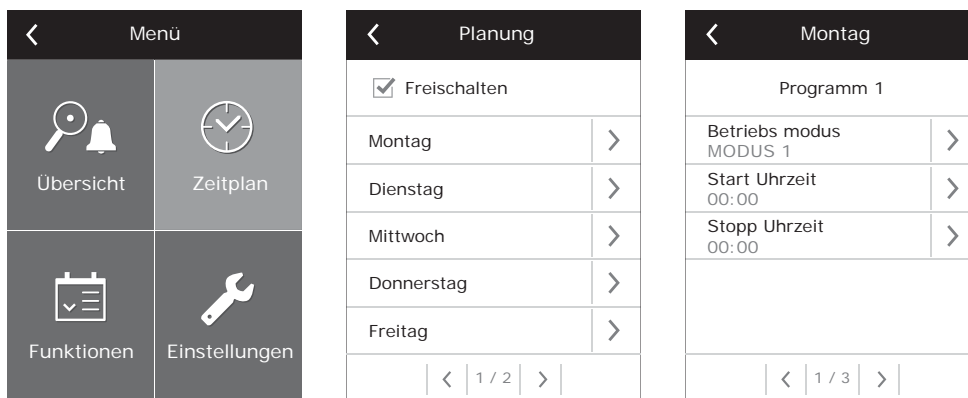 Menü
Übersicht
Zeitplan
Funktionen
Einstellungen
Planung
Freischalten
Montag
Dienstag
Mittwoch
Donnerstag
Freitag
1 / 2
Montag
Programm 1
Betriebs modus
MODUS 1
Start Uhrzeit
00:00
Stopp Uhrzeit
00:00
1 / 3